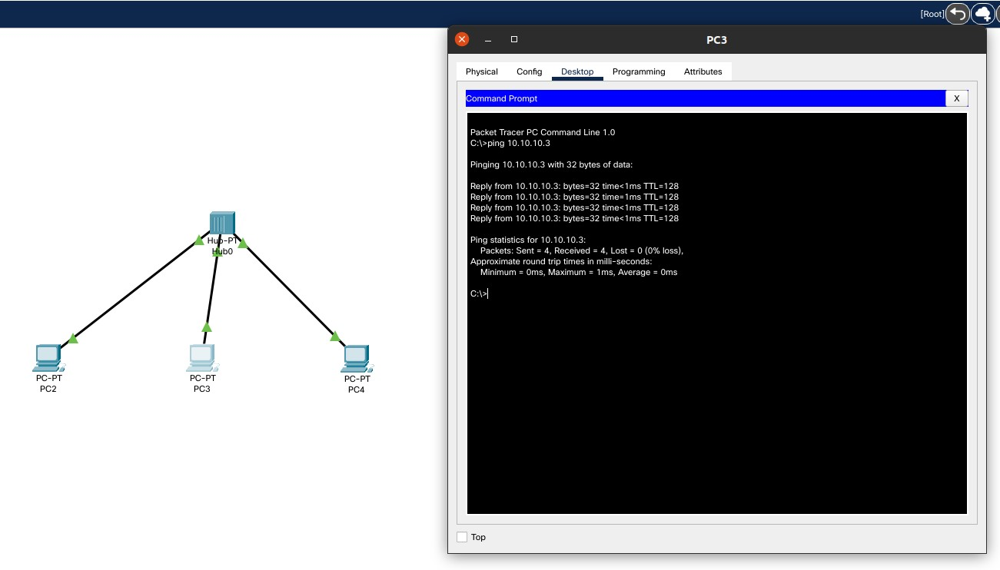 [Root]
PC3
Physical Config Desktop Programming Attributes
Command Prompt
X
Packet Tracer PC Command Line 1.0
C:\>ping 10.10.10.3
Pinging 10.10.10.3 with 32 bytes of data:
Reply from 10.10.10.3: bytes=32 time<1ms TTL=128
Reply from 10.10.10.3: bytes=32 time=1ms TTL=128
Reply from 10.10.10.3: bytes=32 time<1ms TTL=128
Reply from 10.10.10.3: bytes=32 time<1ms TTL=128
Ping statistics for 10.10.10.3:
Packets: Sent = 4, Received = 4, Lost = 0 (0% loss),
Approximate round trip times in milli-seconds:
Minimum = 0ms, Maximum = 1ms, Average = 0ms
C:\>
Top
Hub-PT
Hub0
PC-PT
PC2
PC-PT
PC3
PC-PT
PC4